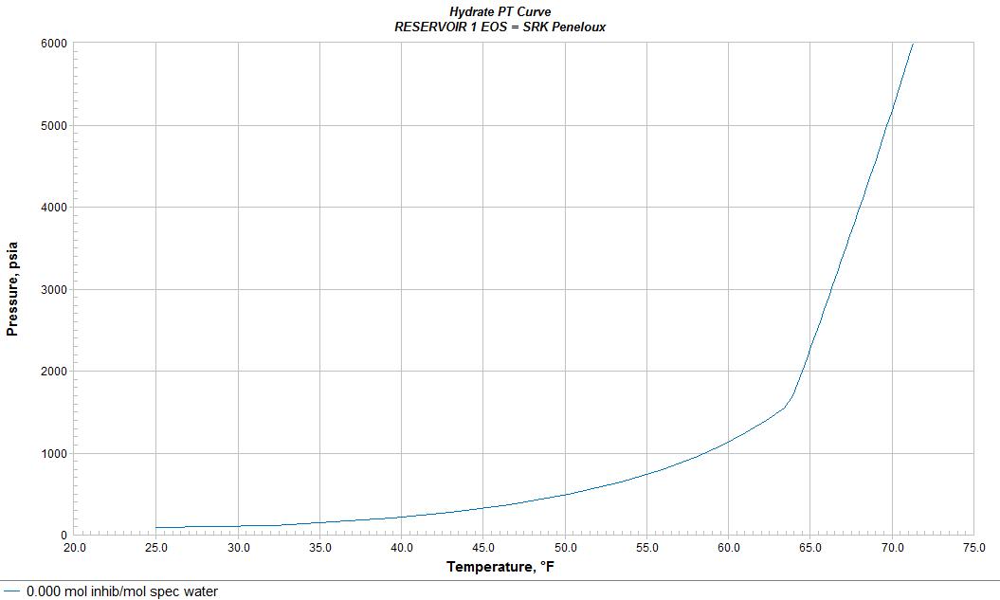 Hydrate PT Curve
RESERVOIR 1 EOS = SRK Peneloux
6000
5000
4000
3000
2000
1000
0
Pressure, psia
20.0 25.0 30.0 35.0 40.0 45.0 50.0 55.0 60.0 65.0 70.0 75.0
Temperature, °F
0.000 mol inhib/mol spec water